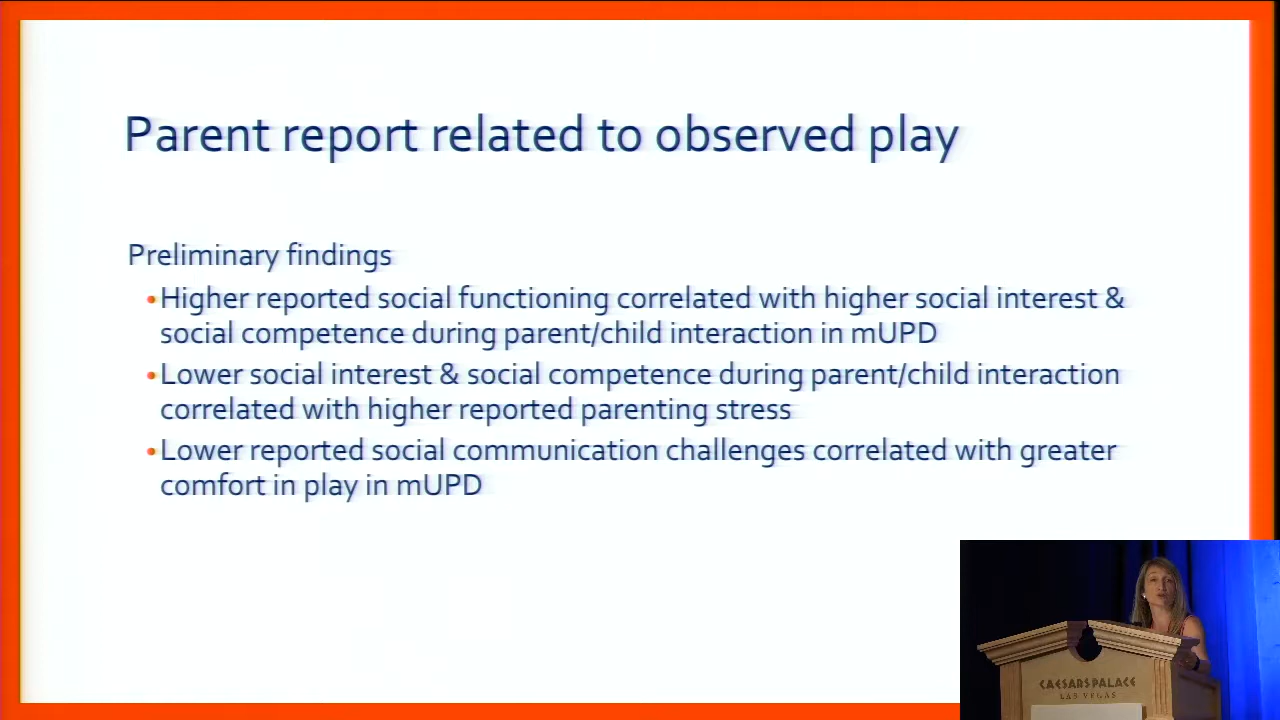 Parent report related to observed play
Preliminary findings
•Higher reported social functioning correlated with higher social interest &
social competence during parent/child interaction in mUPD
•Lower social interest & social competence during parent/child interaction
correlated with higher reported parenting stress
•Lower reported social communication challenges correlated with greater
comfort in play in mUPD
CAESARS PALACE
LAS VEGAS